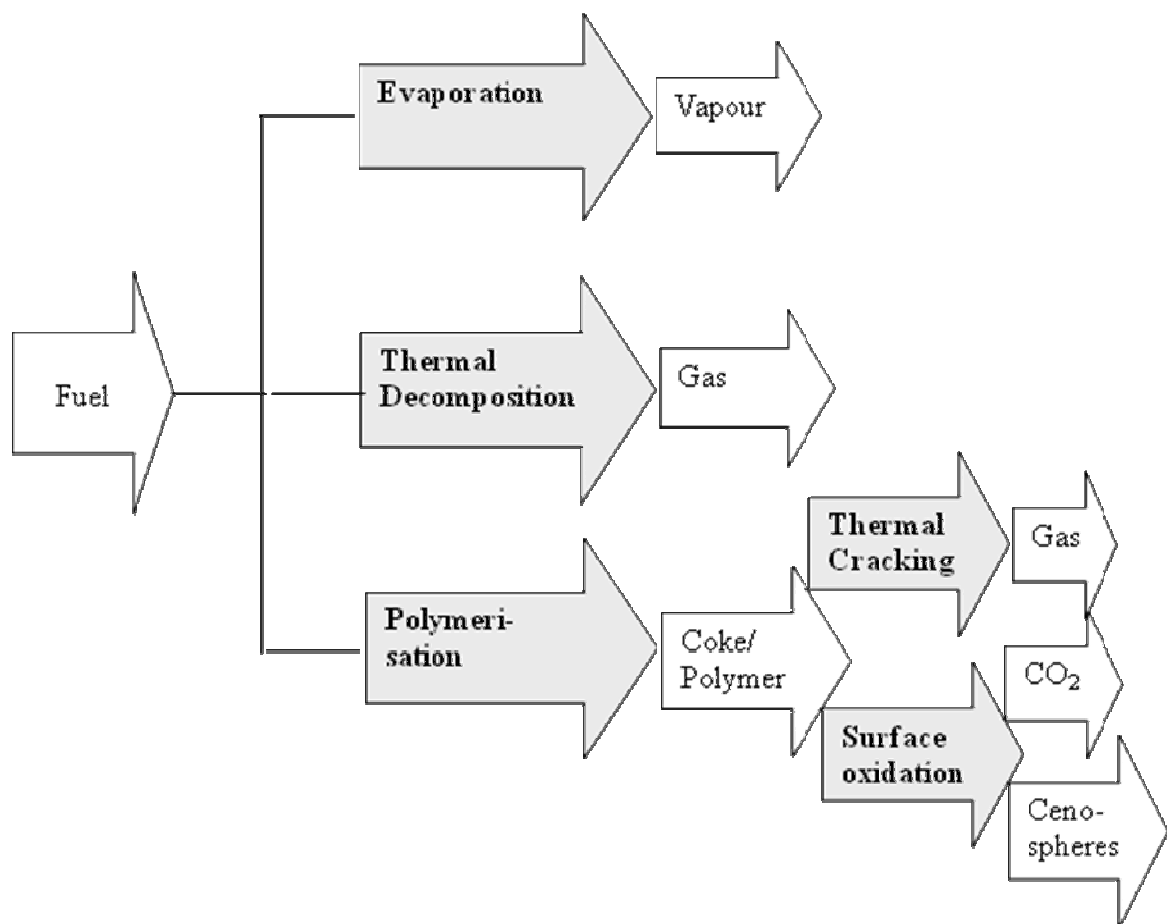 Evaporation
Vapour
Fuel
Thermal
Decomposition
Gas
Polymeri-
sation
Coke/
Polymer
Thermal
Cracking
Gas
Surface
oxidation
CO₂
Ceno-
spheres